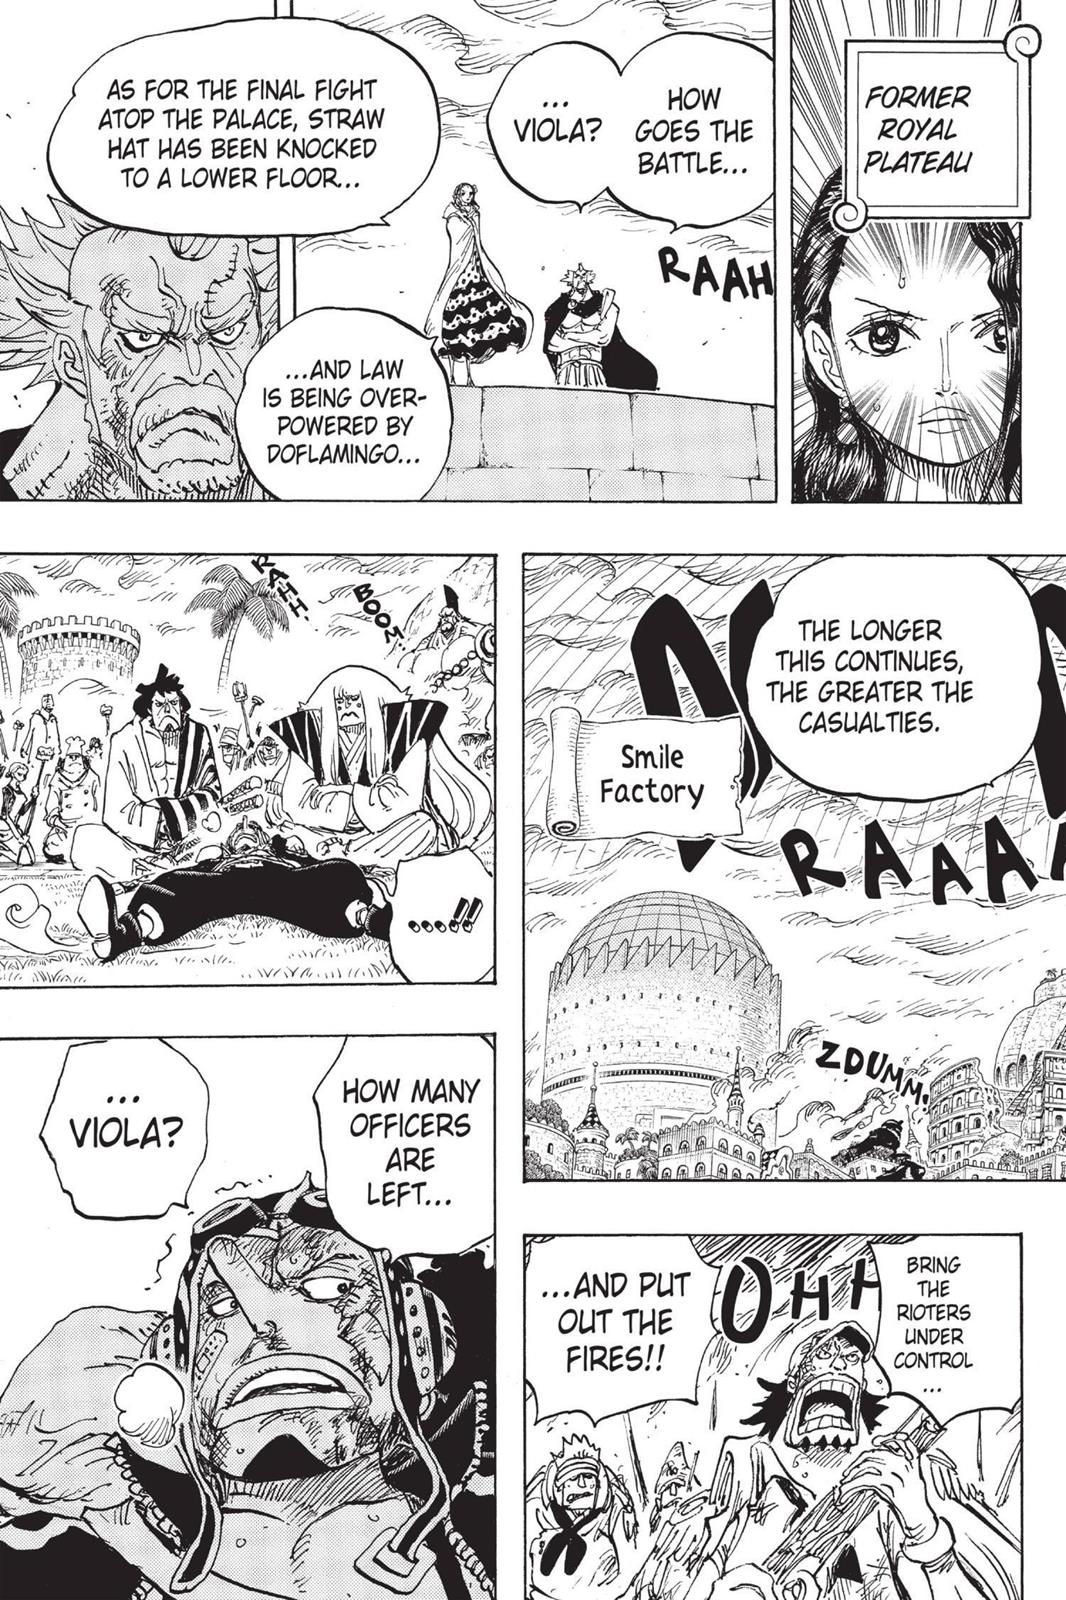 FORMER
ROYAL
PLATEAU
HOW
GOES THE
BATTLE...
...
VIOLA?
RAAH
AS FOR THE FINAL FIGHT
ATOP THE PALACE, STRAW
HAT HAS BEEN KNOCKED
TO A LOWER FLOOR...
...AND LAW
IS BEING OVER-
POWERED BY
DOFLAMINGO...
THE LONGER
THIS CONTINUES,
THE GREATER THE
CASUALTIES.
Smile
Factory
RAAAA
ZDUMM.
RAHH.
BOOM...
...!!
BRING
THE
RIOTERS
UNDER
CONTROL
...
OHH
...AND PUT
OUT THE
FIRES!!
HOW MANY
OFFICERS
ARE
LEFT...
...
VIOLA?